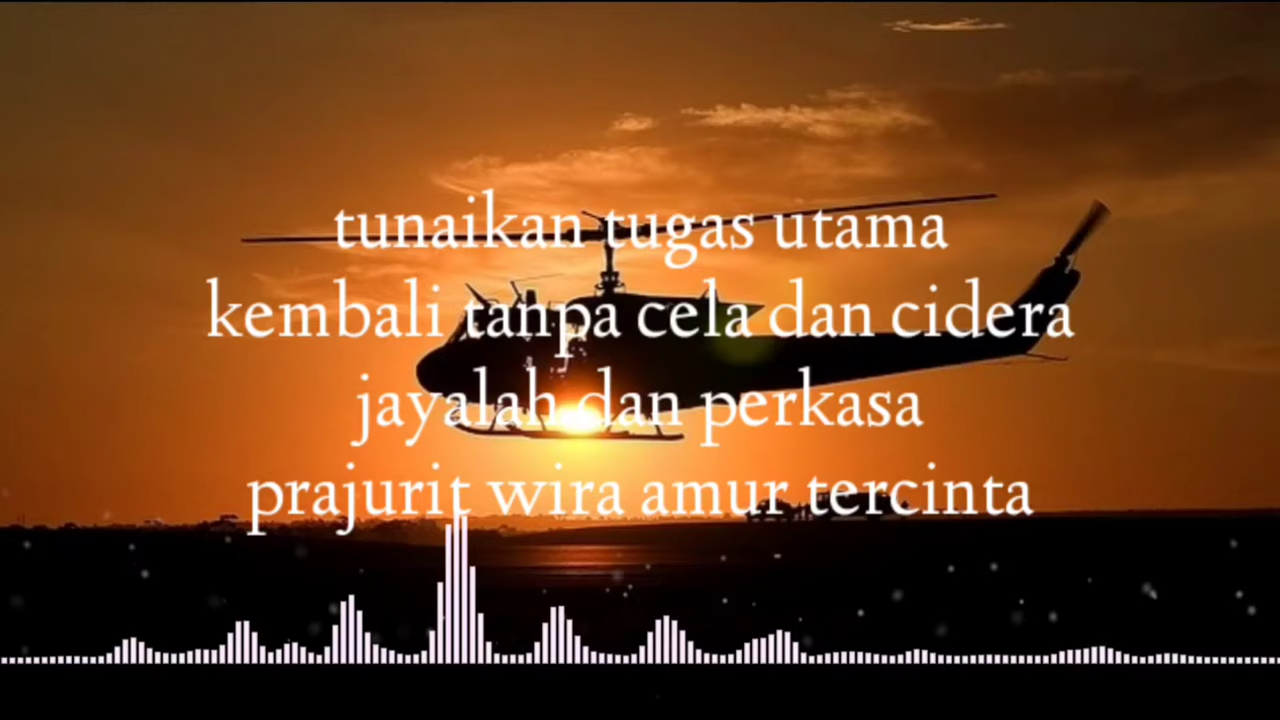 tunaikan tugas utama
kembali tanpa cela dan cidera
jayalah dan perkasa
prajurit wira amur tercinta